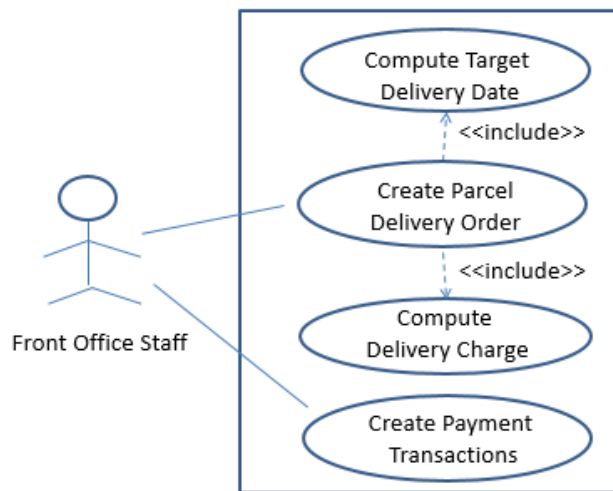 Compute Target
Delivery Date
<<include>>
Create Parcel
Delivery Order
<<include>>
Front Office Staff
Compute
Delivery Charge
Create Payment
Transactions